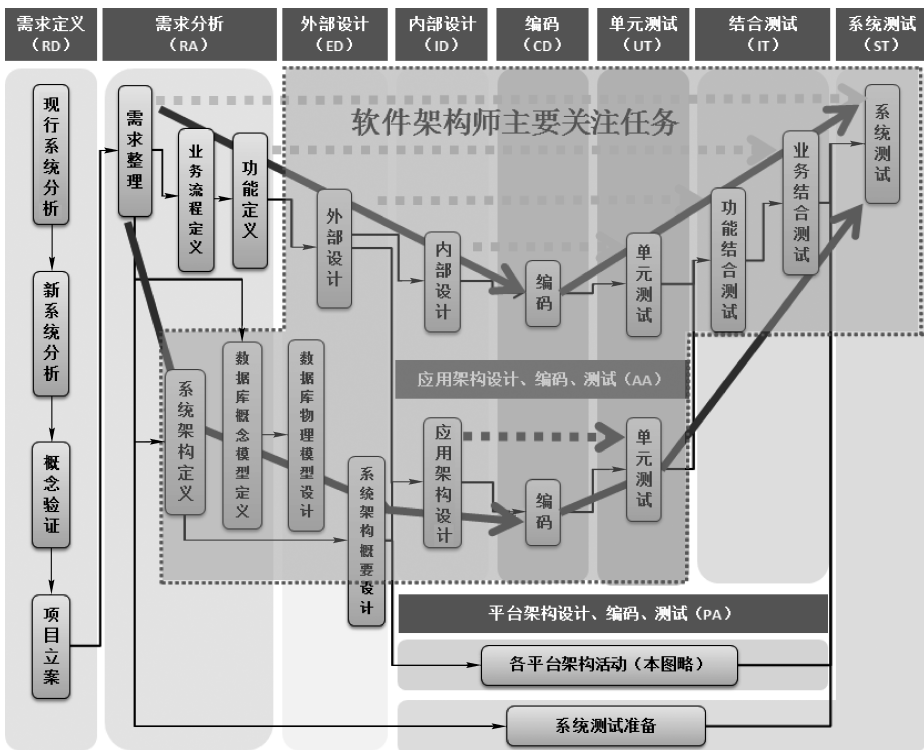 需求定义
(RD)
需求分析
(RA)
外部设计
(ED)
内部设计
(ID)
编码
(CD)
单元测试
(UT)
结合测试
(IT)
系统测试
(ST)
软件架构师主要关注任务
现行系统分析
新系统分析
概念验证
项目立案
需求整理
业务流程定义
功能定义
外部设计
内部设计
编码
单元测试
功能结合测试
业务结合测试
系统测试
应用架构设计、编码、测试(AA)
系统架构定义
数据库概念模型定义
数据库物理模型设计
系统架构概要设计
应用架构设计
编码
单元测试
平台架构设计、编码、测试(PA)
各平台架构活动(本图略)
系统测试准备